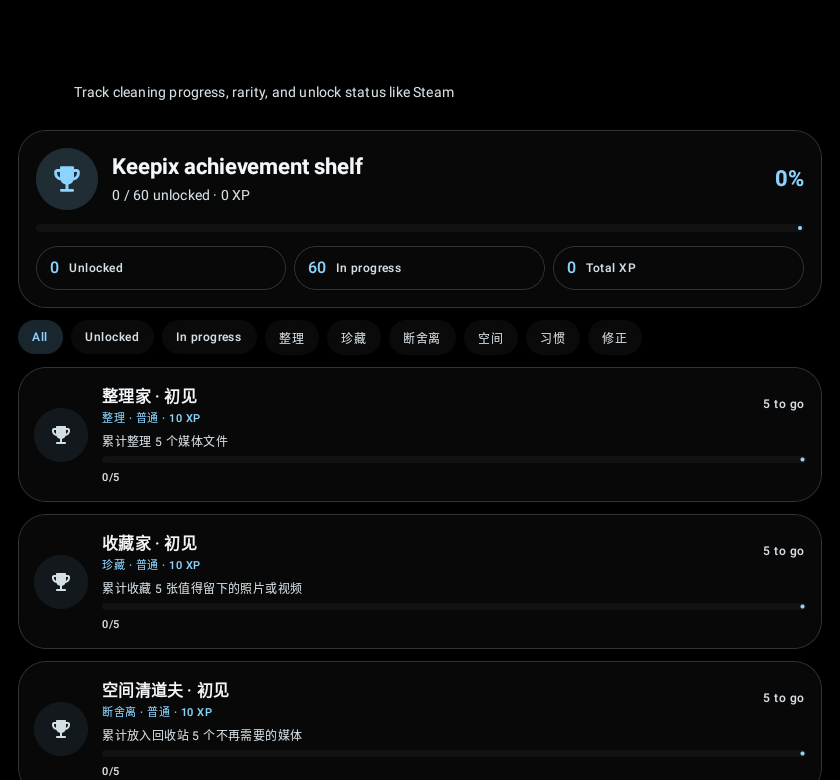 Track cleaning progress, rarity, and unlock status like Steam
Keepix achievement shelf
0 / 60 unlocked · 0 XP
0%
0 Unlocked
60 In progress
0 Total XP
All
Unlocked
In progress
整理
珍藏
断舍离
空间
习惯
修正
整理家 · 初见
5 to go
整理 · 普通 · 10 XP
累计整理 5 个媒体文件
0/5
收藏家 · 初见
5 to go
珍藏 · 普通 · 10 XP
累计收藏 5 张值得留下的照片或视频
0/5
空间清道夫 · 初见
5 to go
断舍离 · 普通 · 10 XP
累计放入回收站 5 个不再需要的媒体
0/5